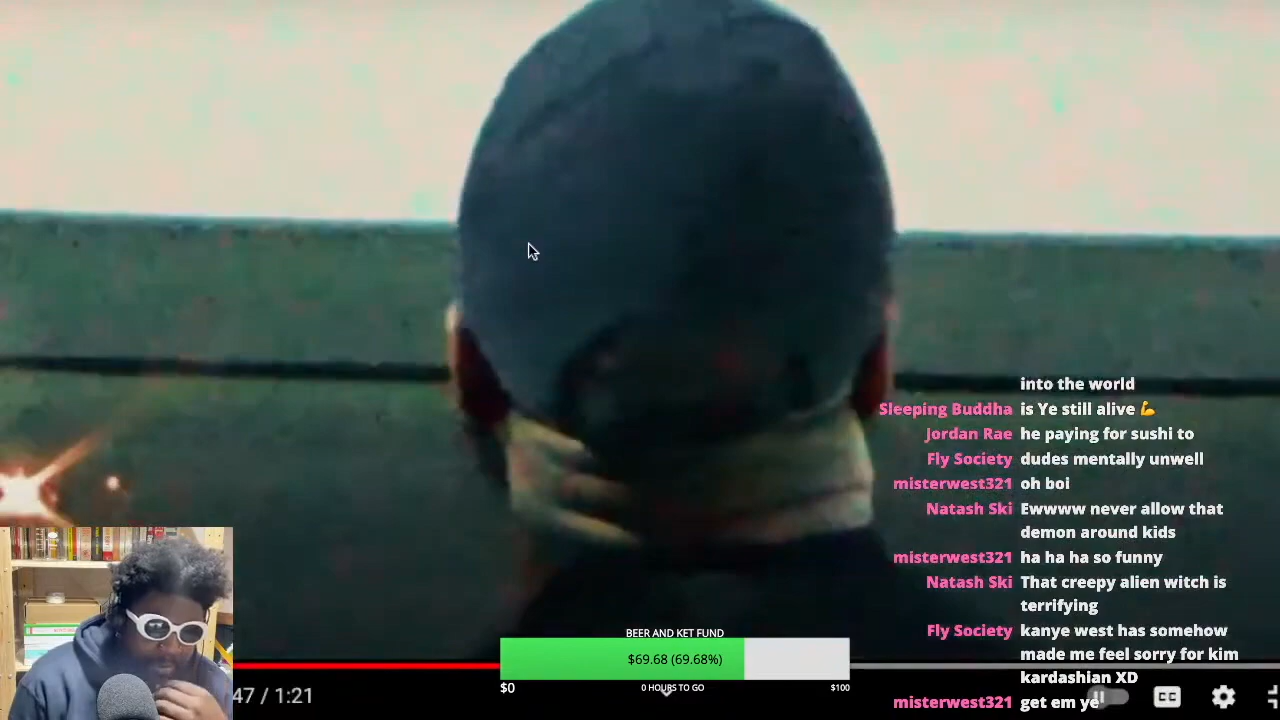 into the world
Sleeping Buddha is Ye still alive 💪
Jordan Rae he paying for sushi to
Fly Society dudes mentally unwell
misterwest321 oh boi
Natash Ski Ewwwww never allow that
demon around kids
misterwest321 ha ha ha so funny
Natash Ski That creepy alien witch is
terrifying
Fly Society kanye west has somehow
made me feel sorry for kim
kardashian XD
misterwest321 get em ye
BEER AND KET FUND
$69.68 (69.68%)
$0 0 HOURS TO GO $100
47 / 1:21
CC